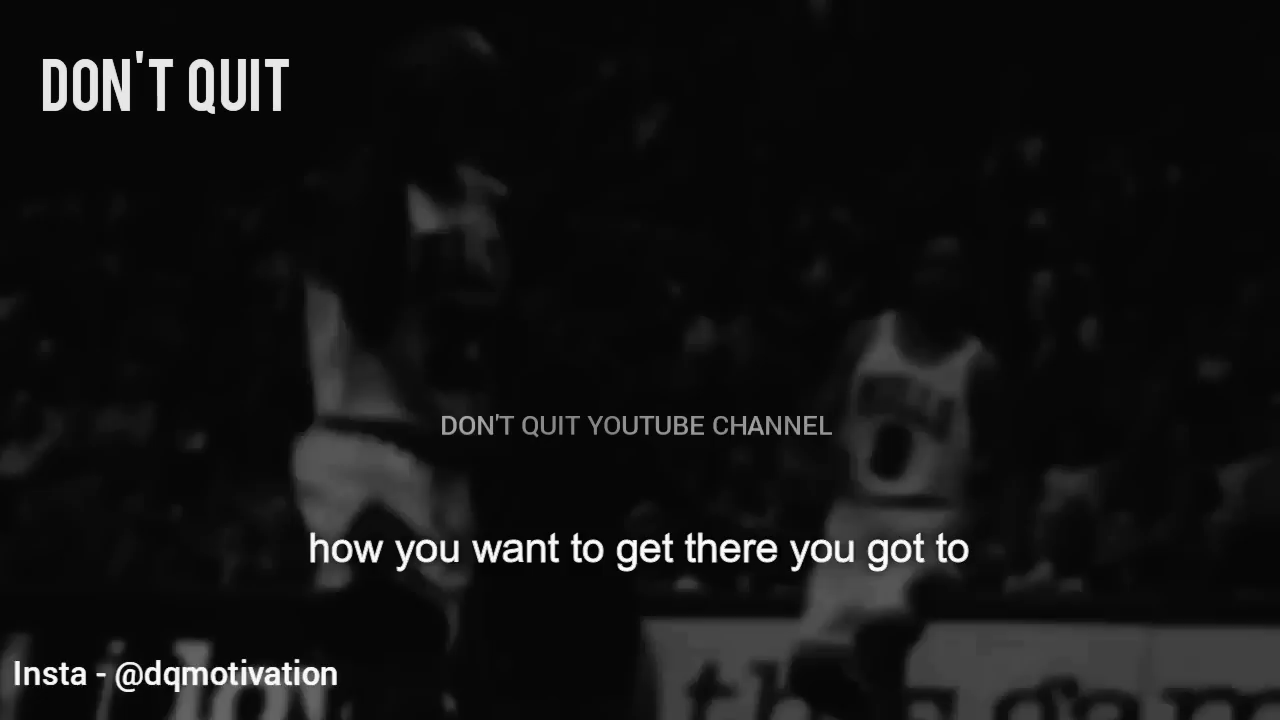 DON'T QUIT
DON'T QUIT YOUTUBE CHANNEL
how you want to get there you got to
Insta - @dqmotivation